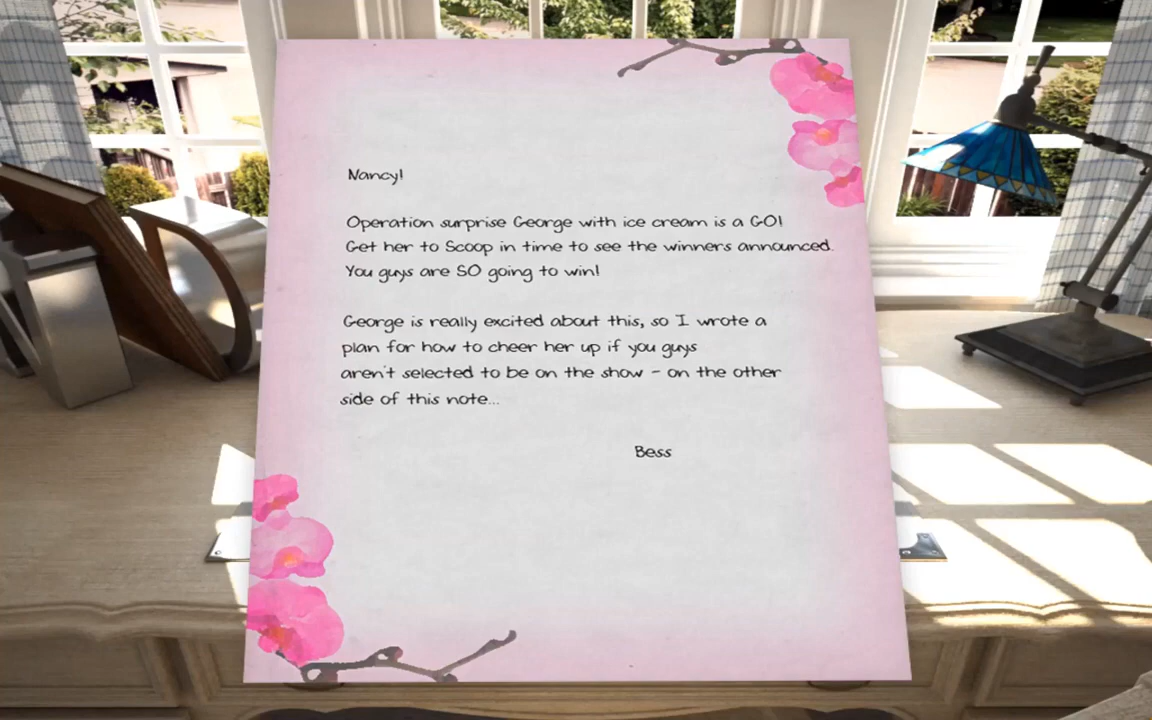 Nancy!
Operation surprise George with ice cream is a GO!
Get her to Scoop in time to see the winners announced.
You guys are SO going to win!
George is really excited about this, so I wrote a
plan for how to cheer her up if you guys
aren't selected to be on the show - on the other
side of this note...
Bess